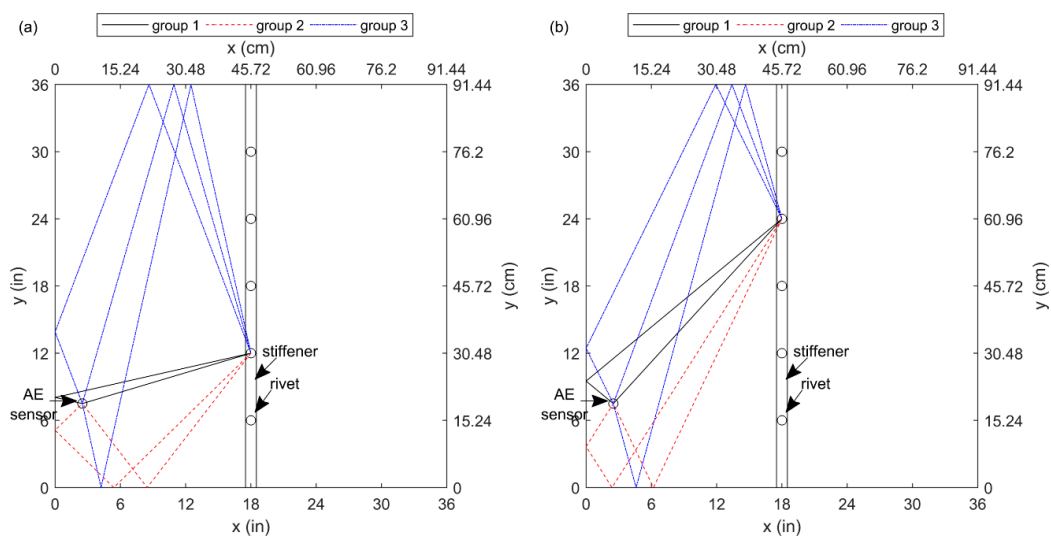 (a)
group 1 group 2 group 3
x (cm)
0 15.24 30.48 45.72 60.96 76.2 91.44
36 91.44
30 76.2
24 60.96
y (in) y (cm)
18 45.72
stiffener
12 30.48
rivet
AE
sensor
6 15.24
0 0
0 6 12 18 24 30 36
x (in)
(b)
group 1 group 2 group 3
x (cm)
0 15.24 30.48 45.72 60.96 76.2 91.44
36 91.44
30 76.2
24 60.96
y (in) y (cm)
18 45.72
stiffener
12 30.48
rivet
AE
sensor
6 15.24
0 0
0 6 12 18 24 30 36
x (in)